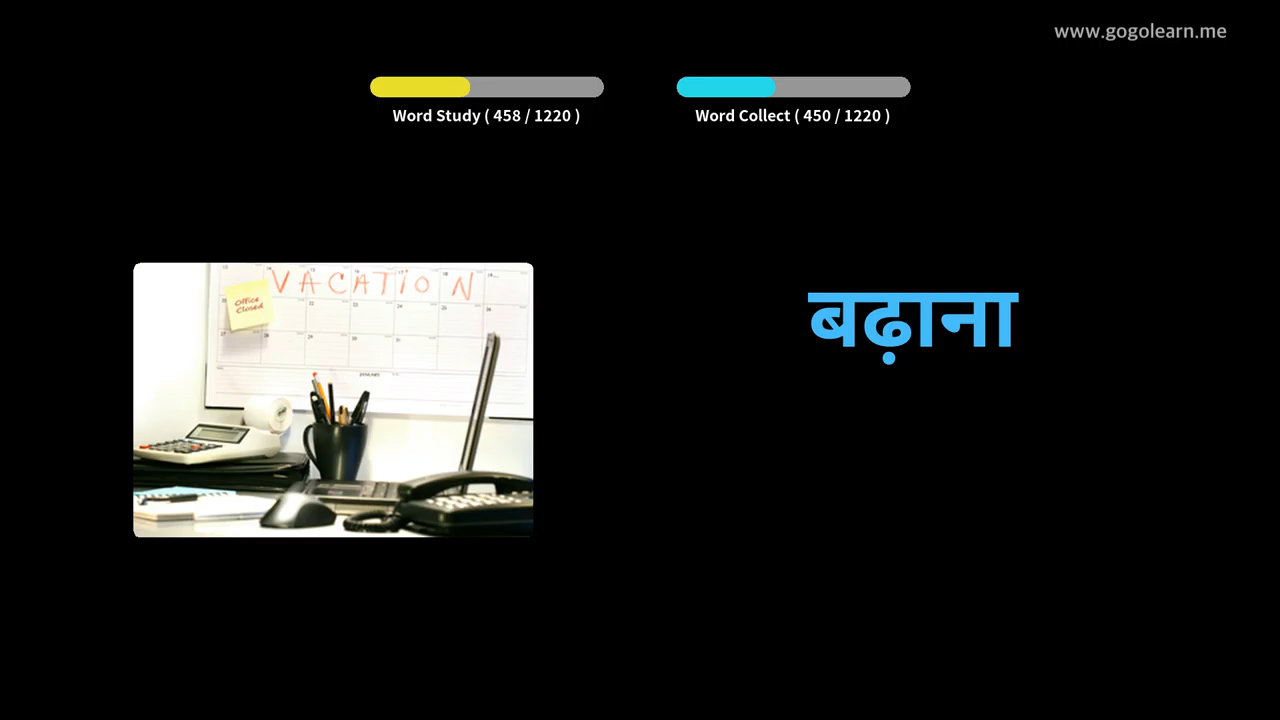 www.gogolearn.me
Word Study ( 458 / 1220 )
Word Collect ( 450 / 1220 )
VACATION
Office
Closed
बढ़ाना